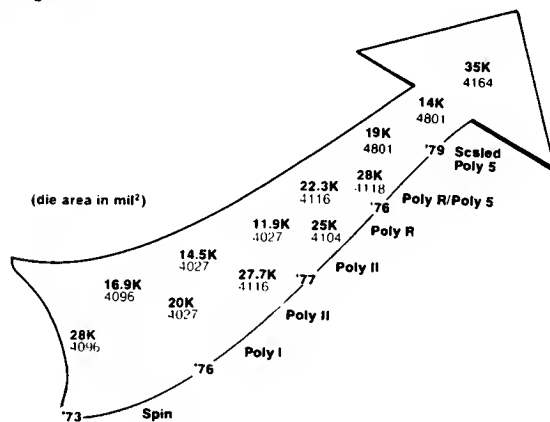 35K
4164
14K
4801
19K
4801
'79 Scsled
Poly 5
22.3K
4116
28K
4118
'76
Poly R/Poly 5
(die area in mil²)
11.9K
4027
25K
4104
Poly R
14.5K
4027
27.7K
4116
'77
Poly II
16.9K
4096
20K
4027
Poly II
28K
4096
Poly I
'76
'73
Spin